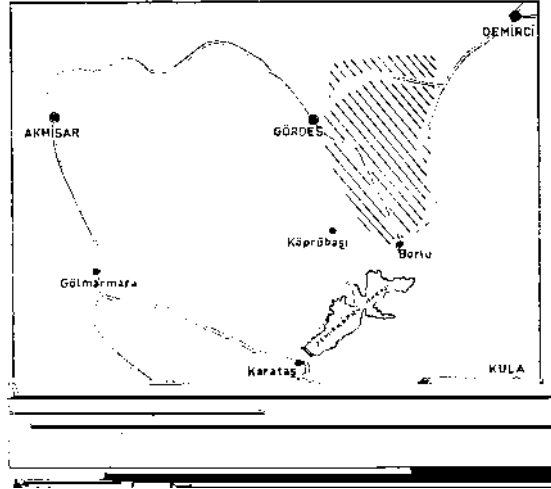 DEMİRCİ
AKHİSAR
GÖRDES
Köprübaşı
Borlu
Gölmarmara
Karataş
KULA